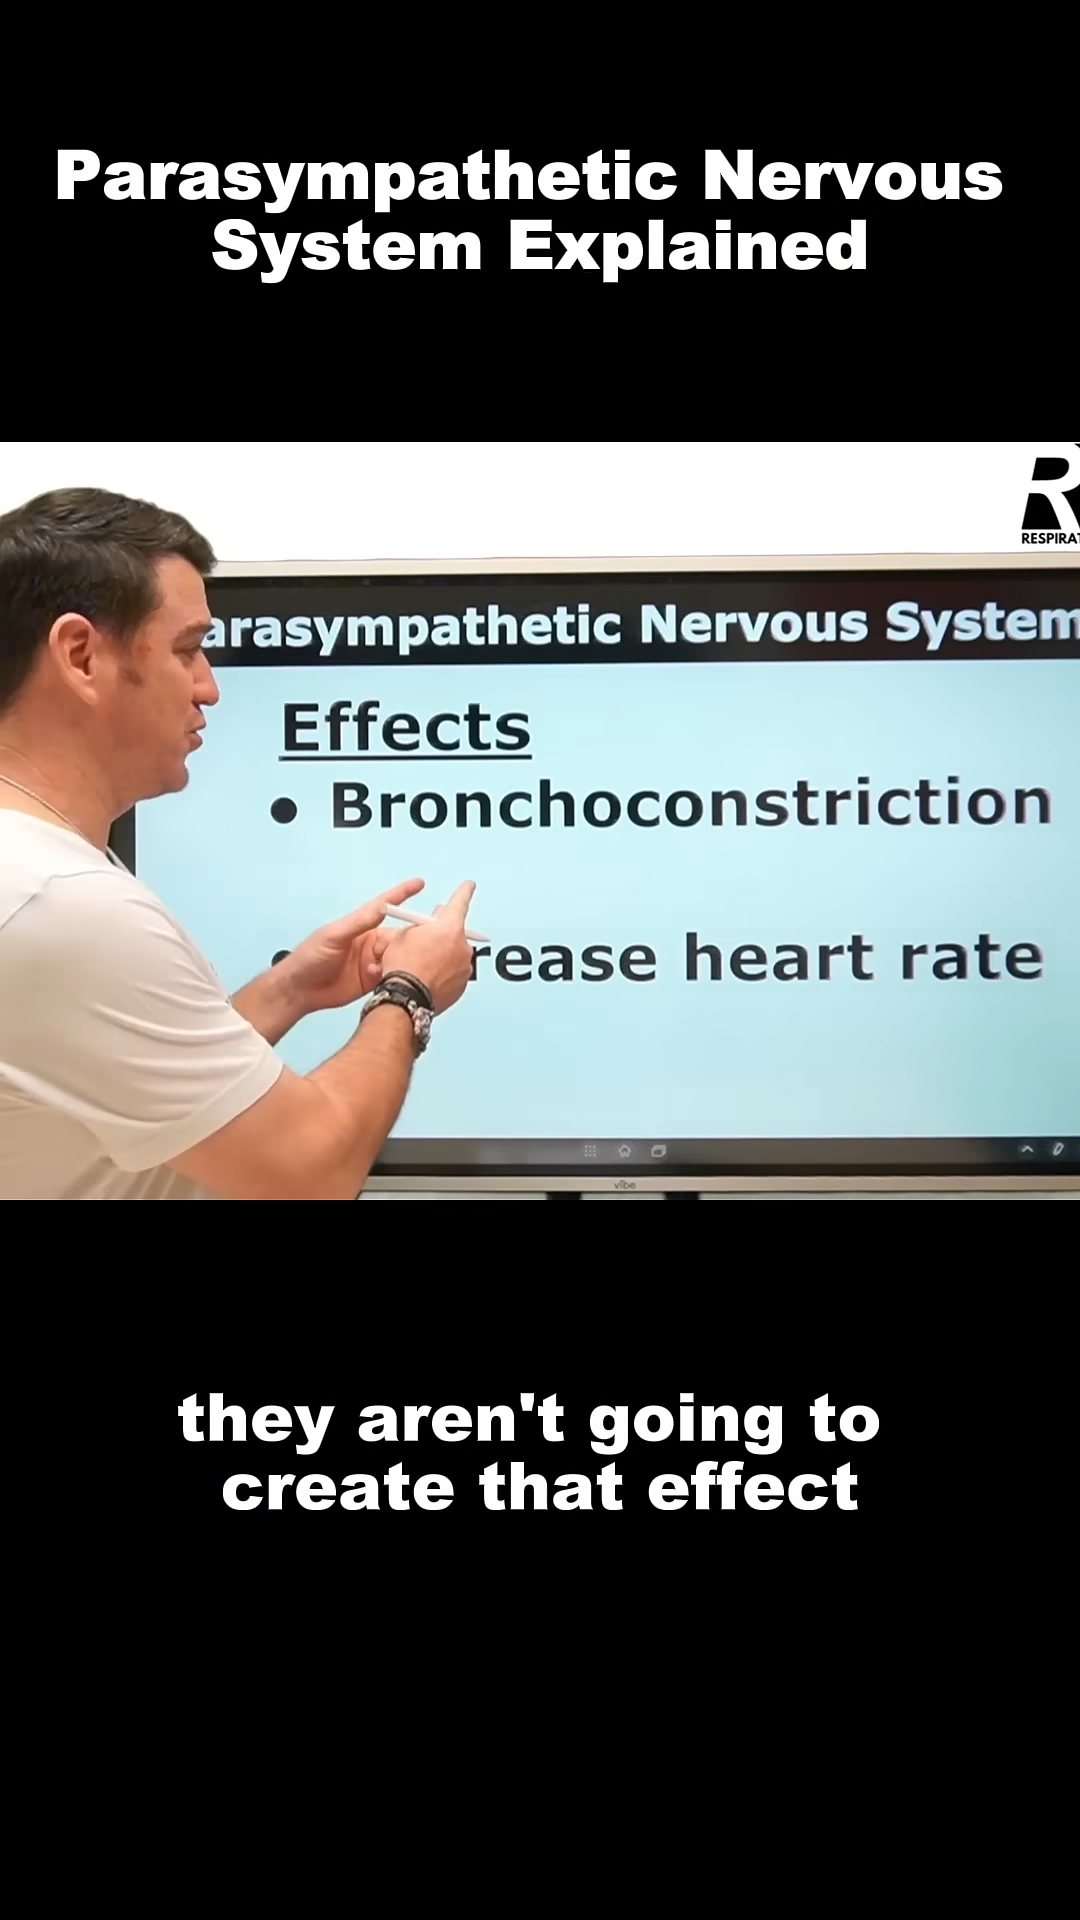 Parasympathetic Nervous
System Explained
R
RESPIRAT
arasympathetic Nervous System
Effects
• Bronchoconstriction
• rease heart rate
vibe
they aren't going to
create that effect